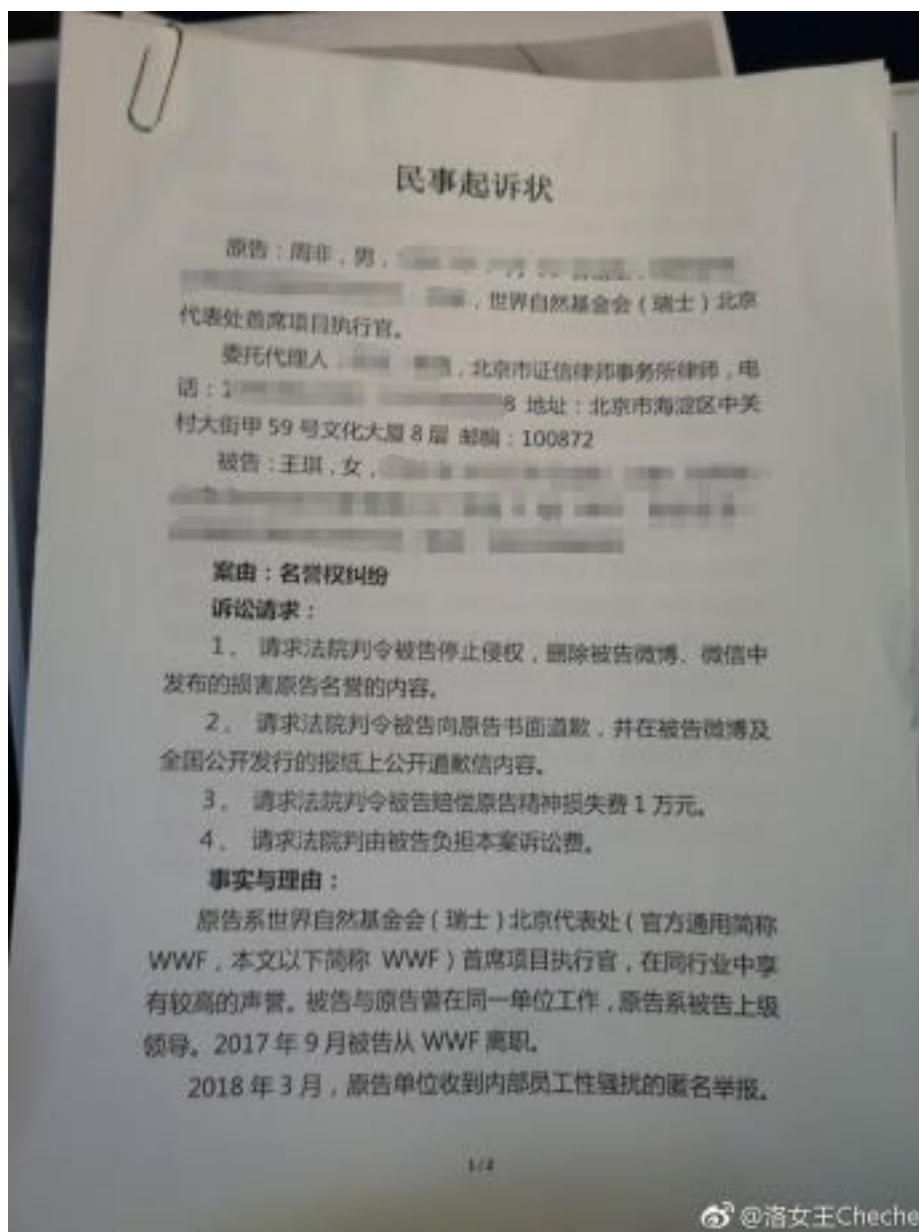 民事起诉状
原告：周非，男，
，世界自然基金会（瑞士）北京
代表处首席项目执行官。
委托代理人：，北京市证信律师事务所律师，电
话：1 8 地址：北京市海淀区中关
村大街甲 59 号文化大厦 8 层 邮编：100872
被告：王琪，女，
案由：名誉权纠纷
诉讼请求：
1、 请求法院判令被告停止侵权，删除被告微博、微信中
发布的损害原告名誉的内容。
2、 请求法院判令被告向原告书面道歉，并在被告微博及
全国公开发行的报纸上公开道歉信内容。
3、 请求法院判令被告赔偿原告精神损失费 1 万元。
4、 请求法院判由被告负担本案诉讼费。
事实与理由：
原告系世界自然基金会（瑞士）北京代表处（官方通用简称
WWF，本文以下简称 WWF）首席项目执行官，在同行业中享
有较高的声誉。被告与原告曾在同一单位工作，原告系被告上级
领导。2017 年 9 月被告从 WWF 离职。
2018 年 3 月，原告单位收到内部员工性骚扰的匿名举报。
1/4
@洛女王Cheche